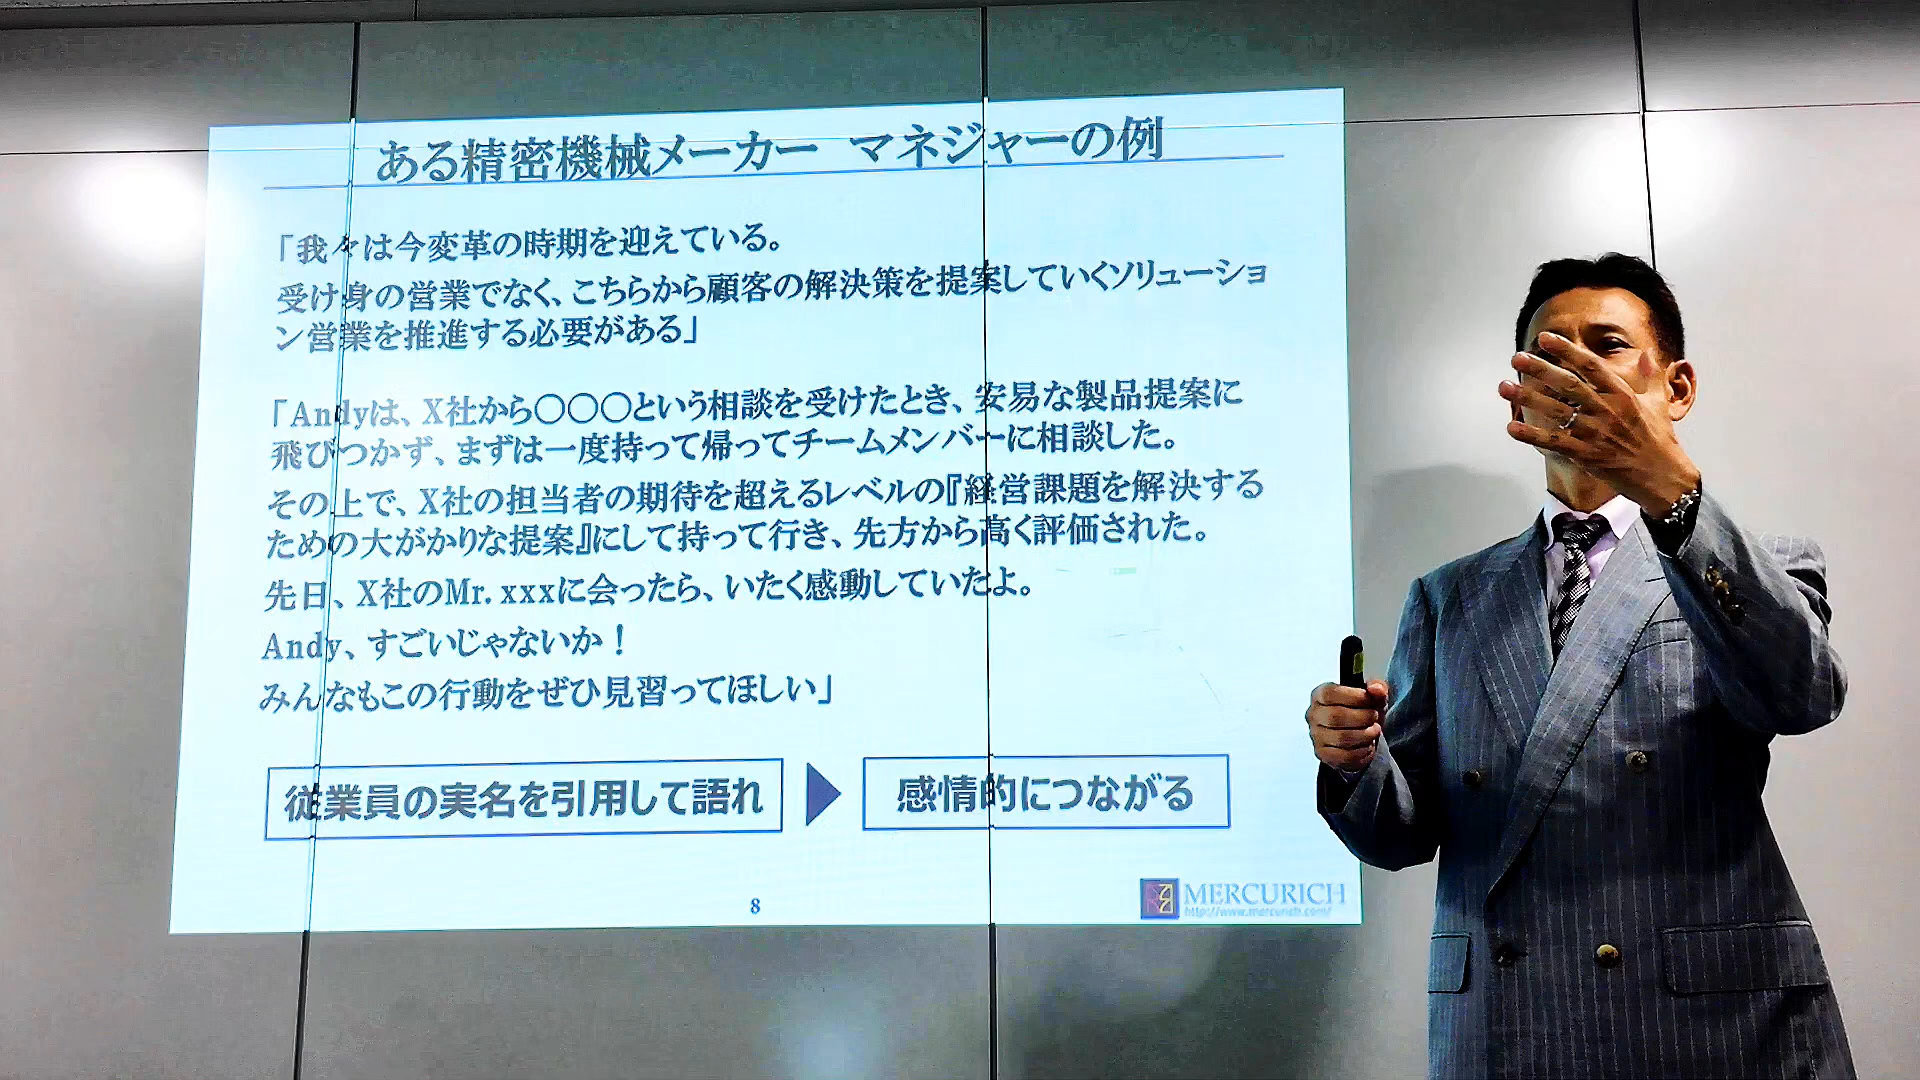 ある精密機械メーカー マネジャーの例
「我々は今変革の時期を迎えている。
受け身の営業でなく、こちらから顧客の解決策を提案していくソリューショ
ン営業を推進する必要がある」
「Andyは、X社から〇〇〇という相談を受けたとき、安易な製品提案に
飛びつかず、まずは一度持って帰ってチームメンバーに相談した。
その上で、X社の担当者の期待を超えるレベルの『経営課題を解決する
ための大がかりな提案』にして持って行き、先方から高く評価された。
先日、X社のMr. xxxに会ったら、いたく感動していたよ。
Andy、すごいじゃないか！
みんなもこの行動をぜひ見習ってほしい」
従業員の実名を引用して語れ
感情的につながる
8
MERCURICH
http://www.mercurich.com/